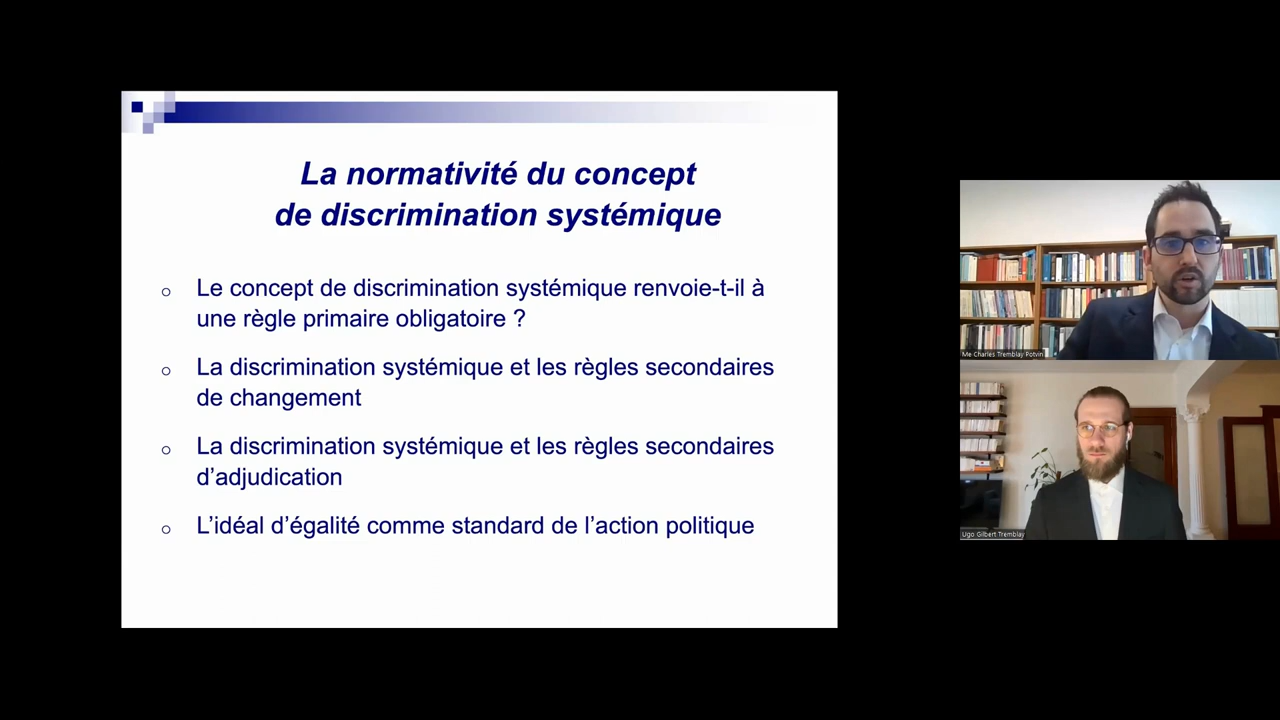 La normativité du concept
de discrimination systémique
Le concept de discrimination systémique renvoie-t-il à
une règle primaire obligatoire ?
La discrimination systémique et les règles secondaires
de changement
La discrimination systémique et les règles secondaires
d’adjudication
L’idéal d’égalité comme standard de l’action politique
Me Charles Tremblay Potvin
Ugo Gilbert Tremblay